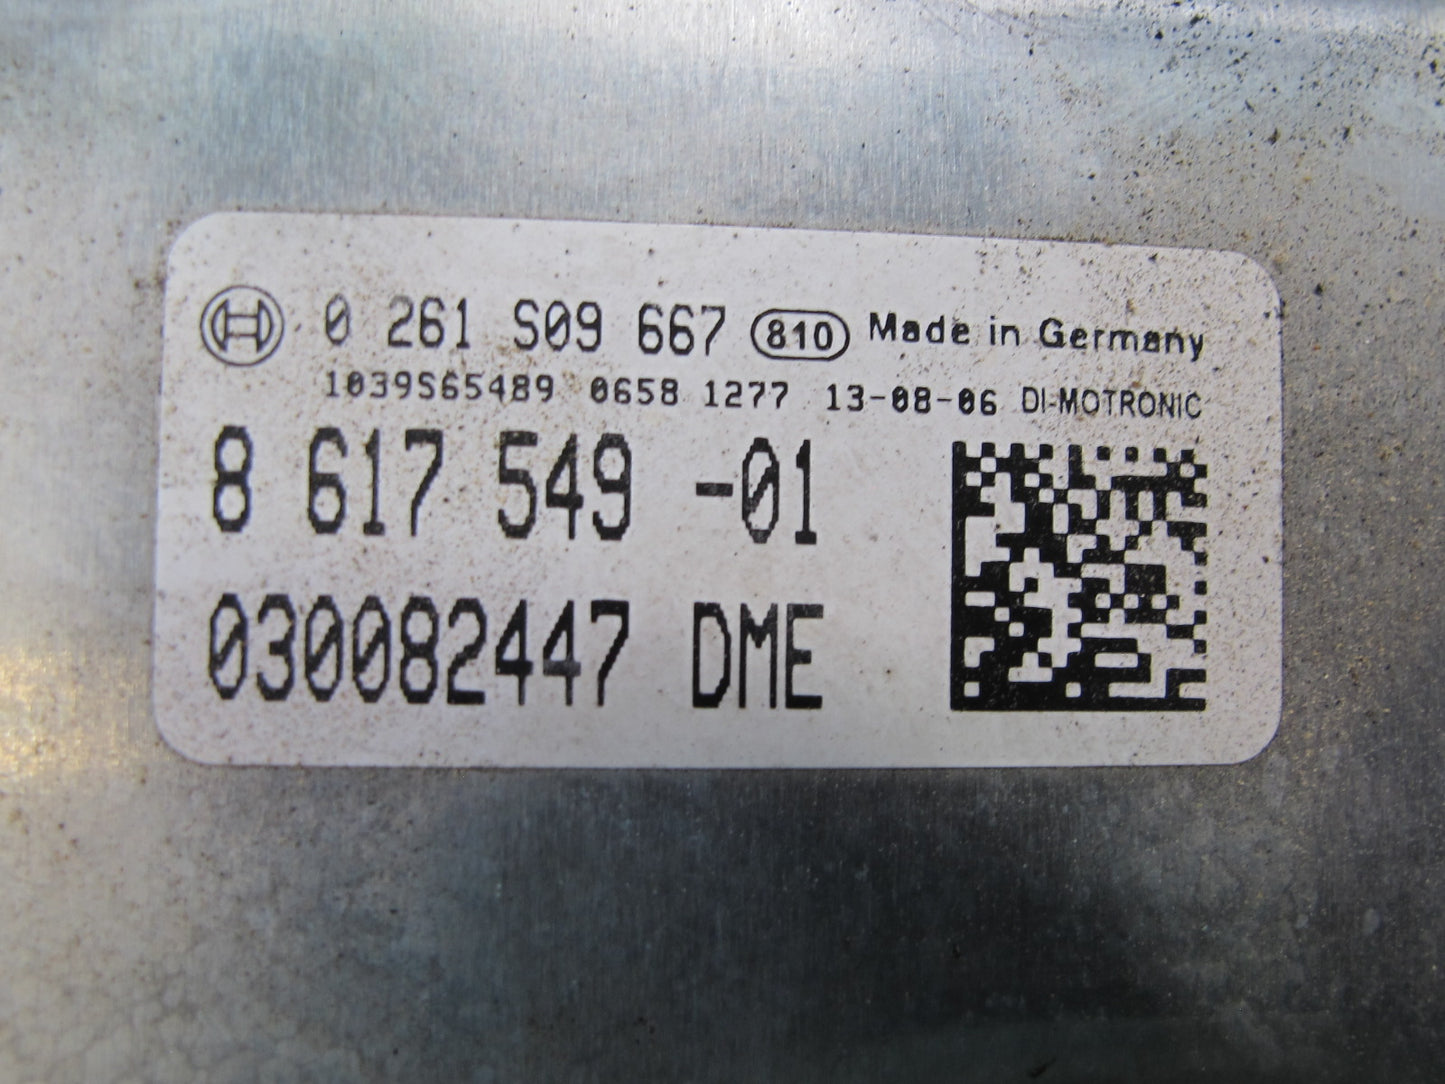 0 261 S09 667 810 Made in Germany
1039S65489 0658 1277 13-08-06 DI-MOTRONIC
8 617 549 -01
030082447 DME